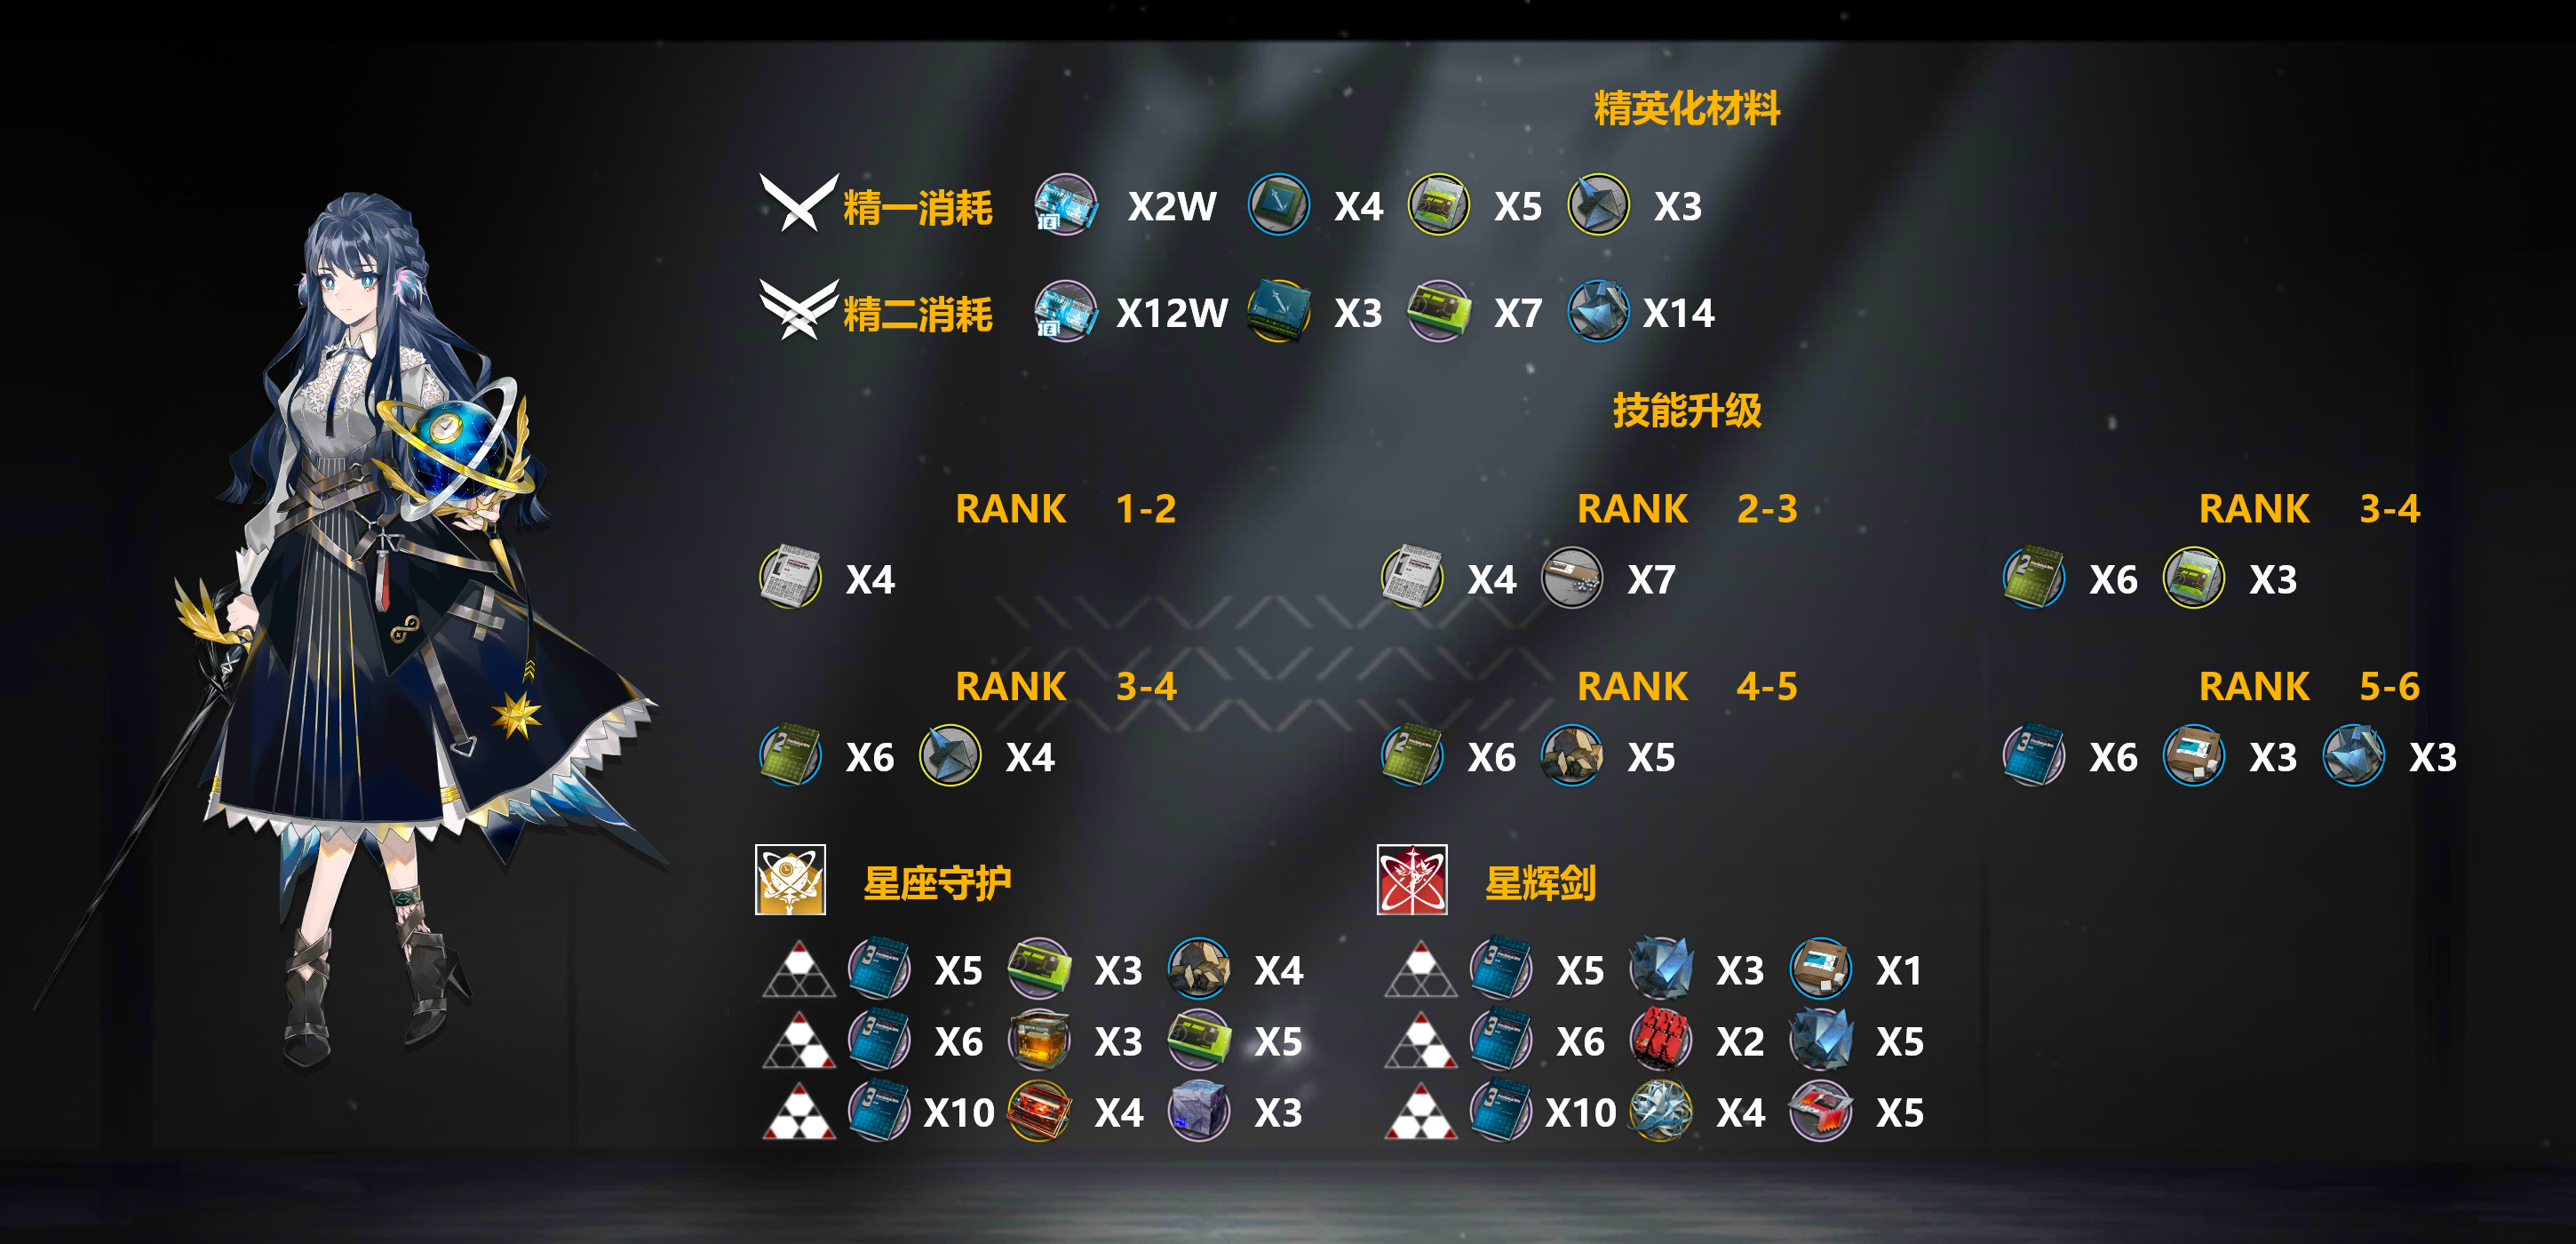 精英化材料
精一消耗 X2W X4 X5 X3
精二消耗 X12W X3 X7 X14
技能升级
RANK 1-2 RANK 2-3 RANK 3-4
X4 X4 X7 X6 X3
RANK 3-4 RANK 4-5 RANK 5-6
X6 X4 X6 X5 X6 X3 X3
星座守护 星辉剑
X5 X3 X4 X5 X3 X1
X6 X3 X5 X6 X2 X5
X10 X4 X3 X10 X4 X5